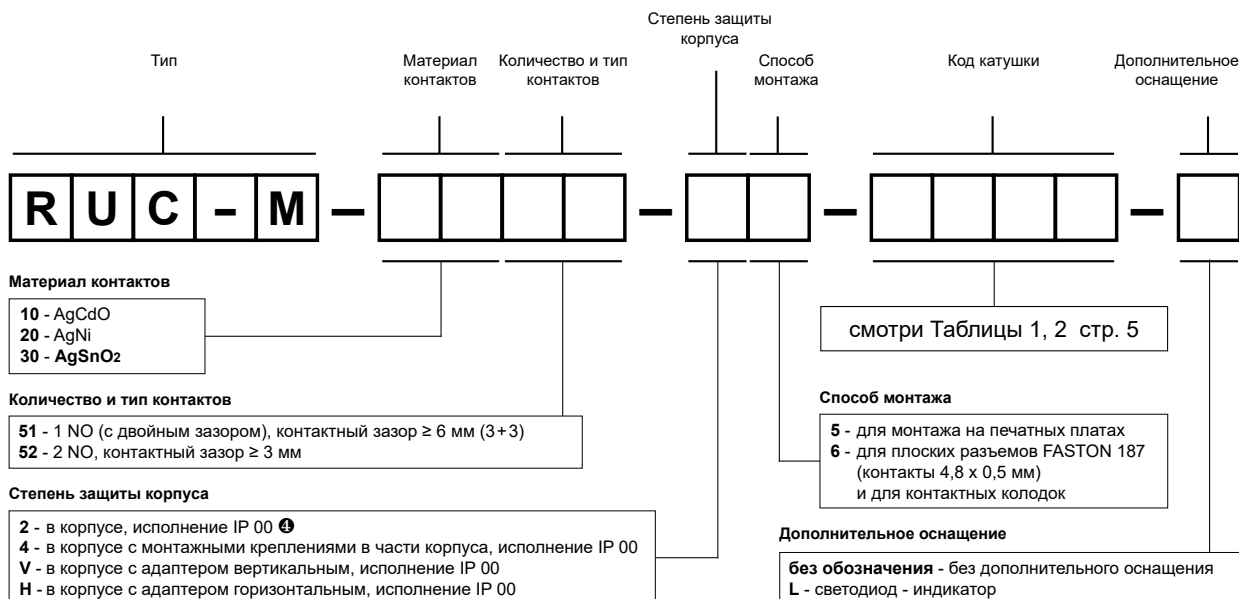 Степень защиты
корпуса
Тип
Материал
контактов
Количество и тип
контактов
Способ
монтажа
Код катушки
Дополнительное
оснащение
RUC-M – –  –  –
Материал контактов
10 - AgCdO
20 - AgNi
30 - AgSnO2
смотри Таблицы 1, 2 стр. 5
Количество и тип контактов
51 - 1 NO (с двойным зазором), контактный зазор ≥ 6 мм (3+3)
52 - 2 NO, контактный зазор ≥ 3 мм
Способ монтажа
5 - для монтажа на печатных платах
6 - для плоских разъемов FASTON 187
(контакты 4,8 x 0,5 мм)
и для контактных колодок
Степень защиты корпуса
2 - в корпусе, исполнение IP 00 ❹
4 - в корпусе с монтажными креплениями в части корпуса, исполнение IP 00
V - в корпусе с адаптером вертикальным, исполнение IP 00
H - в корпусе с адаптером горизонтальным, исполнение IP 00
Дополнительное оснащение
без обозначения - без дополнительного оснащения
L - светодиод - индикатор